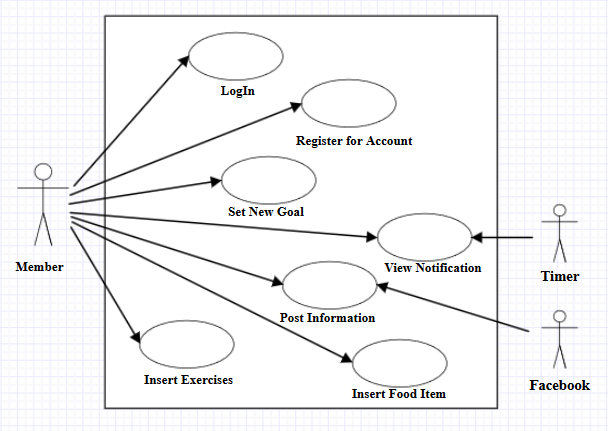 LogIn
Register for Account
Set New Goal
Member
View Notification
Timer
Post Information
Insert Exercises
Facebook
Insert Food Item